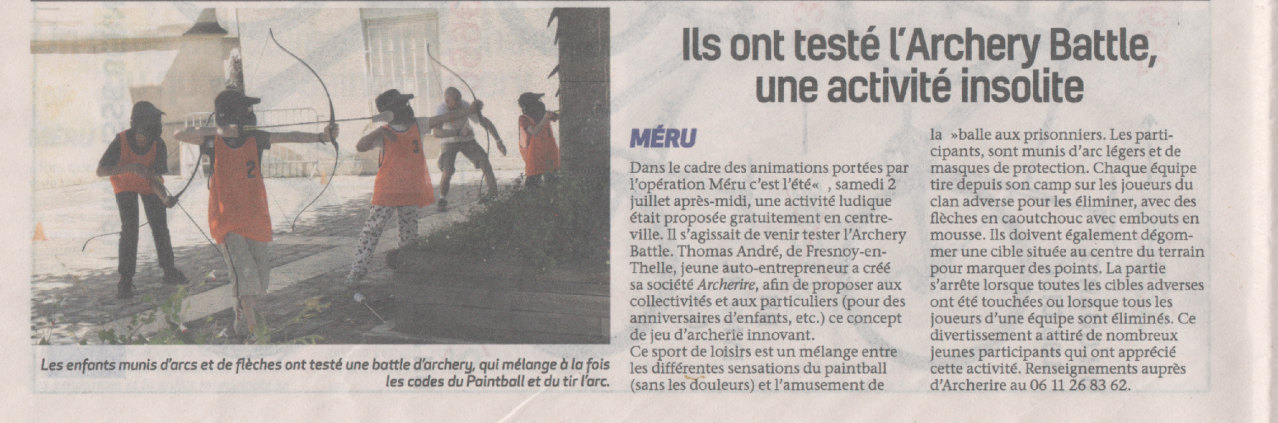 Ils ont testé l'Archery Battle,
une activité insolite
MÉRU
Dans le cadre des animations portées par
l'opération Méru c'est l'été« , samedi 2
juillet après-midi, une activité ludique
était proposée gratuitement en centre-
ville. Il s'agissait de venir tester l'Archery
Battle. Thomas André, de Fresnoy-en-
Thelle, jeune auto-entrepreneur a créé
sa société Archerire, afin de proposer aux
collectivités et aux particuliers (pour des
anniversaires d'enfants, etc.) ce concept
de jeu d'archerie innovant.
Ce sport de loisirs est un mélange entre
les différentes sensations du paintball
(sans les douleurs) et l'amusement de
la »balle aux prisonniers. Les parti-
cipants, sont munis d'arc légers et de
masques de protection. Chaque équipe
tire depuis son camp sur les joueurs du
clan adverse pour les éliminer, avec des
flèches en caoutchouc avec embouts en
mousse. Ils doivent également dégom-
mer une cible située au centre du terrain
pour marquer des points. La partie
s'arrête lorsque toutes les cibles adverses
ont été touchées ou lorsque tous les
joueurs d'une équipe sont éliminés. Ce
divertissement a attiré de nombreux
jeunes participants qui ont apprécié
cette activité. Renseignements auprès
d'Archerire au 06 11 26 83 62.
2
3
Les enfants munis d'arcs et de flèches ont testé une battle d'archery, qui mélange à la fois
les codes du Paintball et du tir l'arc.